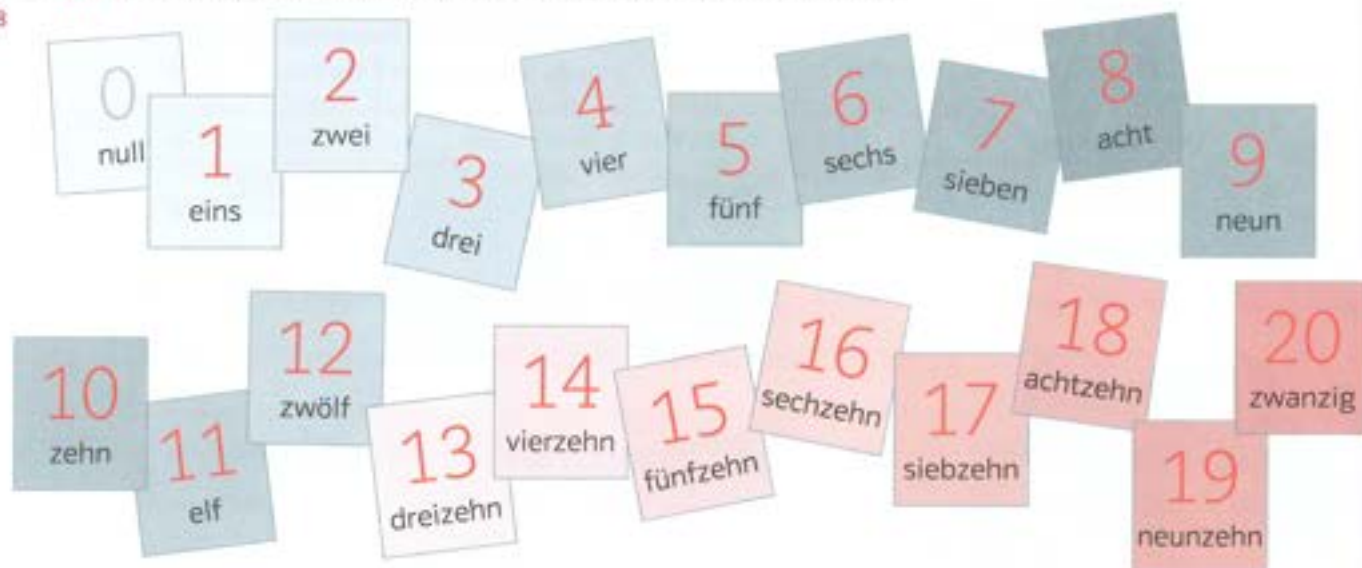 0
null
1
eins
2
zwei
3
drei
4
vier
5
fünf
6
sechs
7
sieben
8
acht
9
neun
10
zehn
11
elf
12
zwölf
13
dreizehn
14
vierzehn
15
fünfzehn
16
sechzehn
17
siebzehn
18
achtzehn
19
neunzehn
20
zwanzig